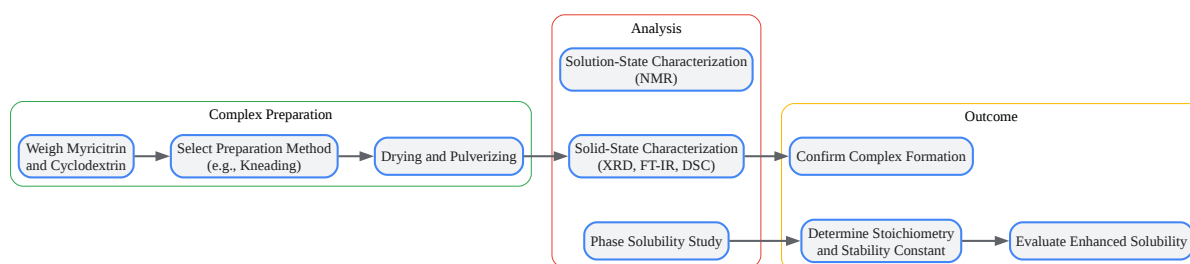 Complex Preparation
Weigh Myricitrin
and Cyclodextrin
Select Preparation Method
(e.g., Kneading)
Drying and Pulverizing
Analysis
Solution-State Characterization
(NMR)
Solid-State Characterization
(XRD, FT-IR, DSC)
Phase Solubility Study
Outcome
Confirm Complex Formation
Determine Stoichiometry
and Stability Constant
Evaluate Enhanced Solubility